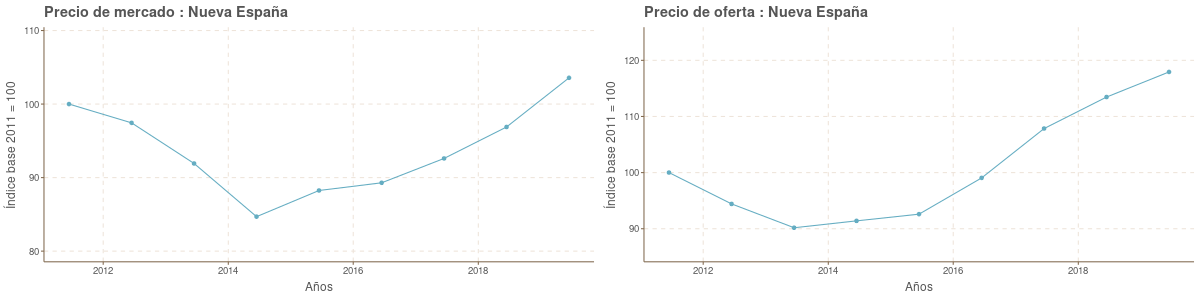 Precio de mercado : Nueva España
110
100
90
80
Índice base 2011 = 100
2012 2014 2016 2018
Años
Precio de oferta : Nueva España
120
110
100
90
Índice base 2011 = 100
2012 2014 2016 2018
Años